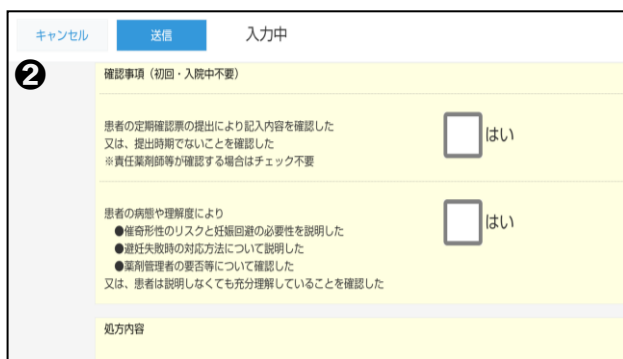 キャンセル 送信 入力中
❷
確認事項（初回・入院中不要）
患者の定期確認票の提出により記入内容を確認した
又は、提出時期でないことを確認した
※責任薬剤師等が確認する場合はチェック不要
はい
患者の病態や理解度により
●催奇形性のリスクと妊娠回避の必要性を説明した
●避妊失敗時の対応方法について説明した
●薬剤管理者の要否等について確認した
又は、患者は説明しなくても充分理解していることを確認した
はい
処方内容